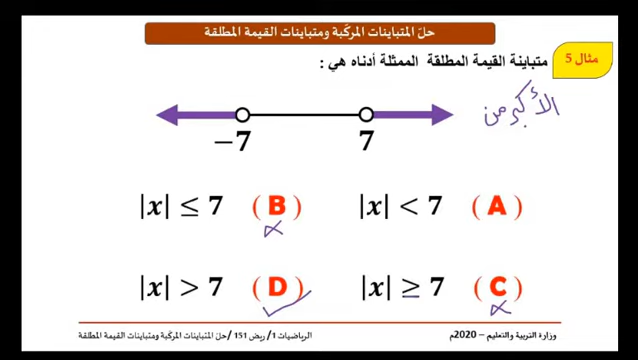 حلّ المتباينات المركّبة ومتباينات القيمة المطلقة
مثال 5
متباينة القيمة المطلقة الممثلة أدناه هي :
الأكبر من
−7
7
|x| < 7 (A)
|x| ≤ 7 (B)
|x| ≥ 7 (C)
|x| > 7 (D)
وزارة التربية والتعليم – 2020م
الرياضيات 1/ ريض 151 /حلّ المتباينات المركّبة ومتباينات القيمة المطلقة